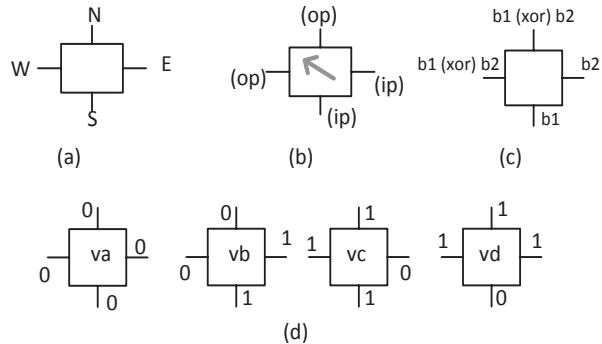 N
W E
S
(a)
(op)
(op) (ip)
(ip)
(b)
b1 (xor) b2
b1 (xor) b2 b2
b1
(c)
0
va
0 0
0
0
vb 1
0
1
1
1 vc
0
1
1
1 vd 1
0
(d)